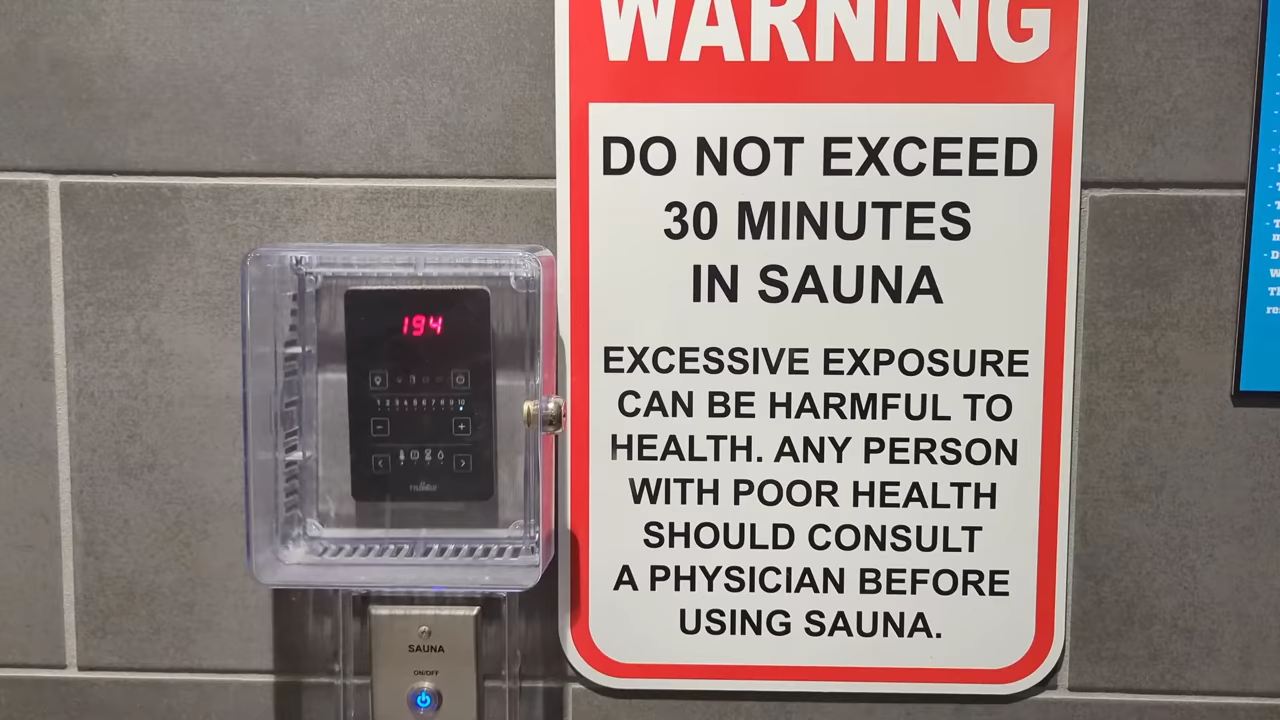 WARNING
DO NOT EXCEED
30 MINUTES
IN SAUNA
EXCESSIVE EXPOSURE
CAN BE HARMFUL TO
HEALTH. ANY PERSON
WITH POOR HEALTH
SHOULD CONSULT
A PHYSICIAN BEFORE
USING SAUNA.
194
1 2 3 4 5 6 7 8 9 10
SAUNA
ON/OFF